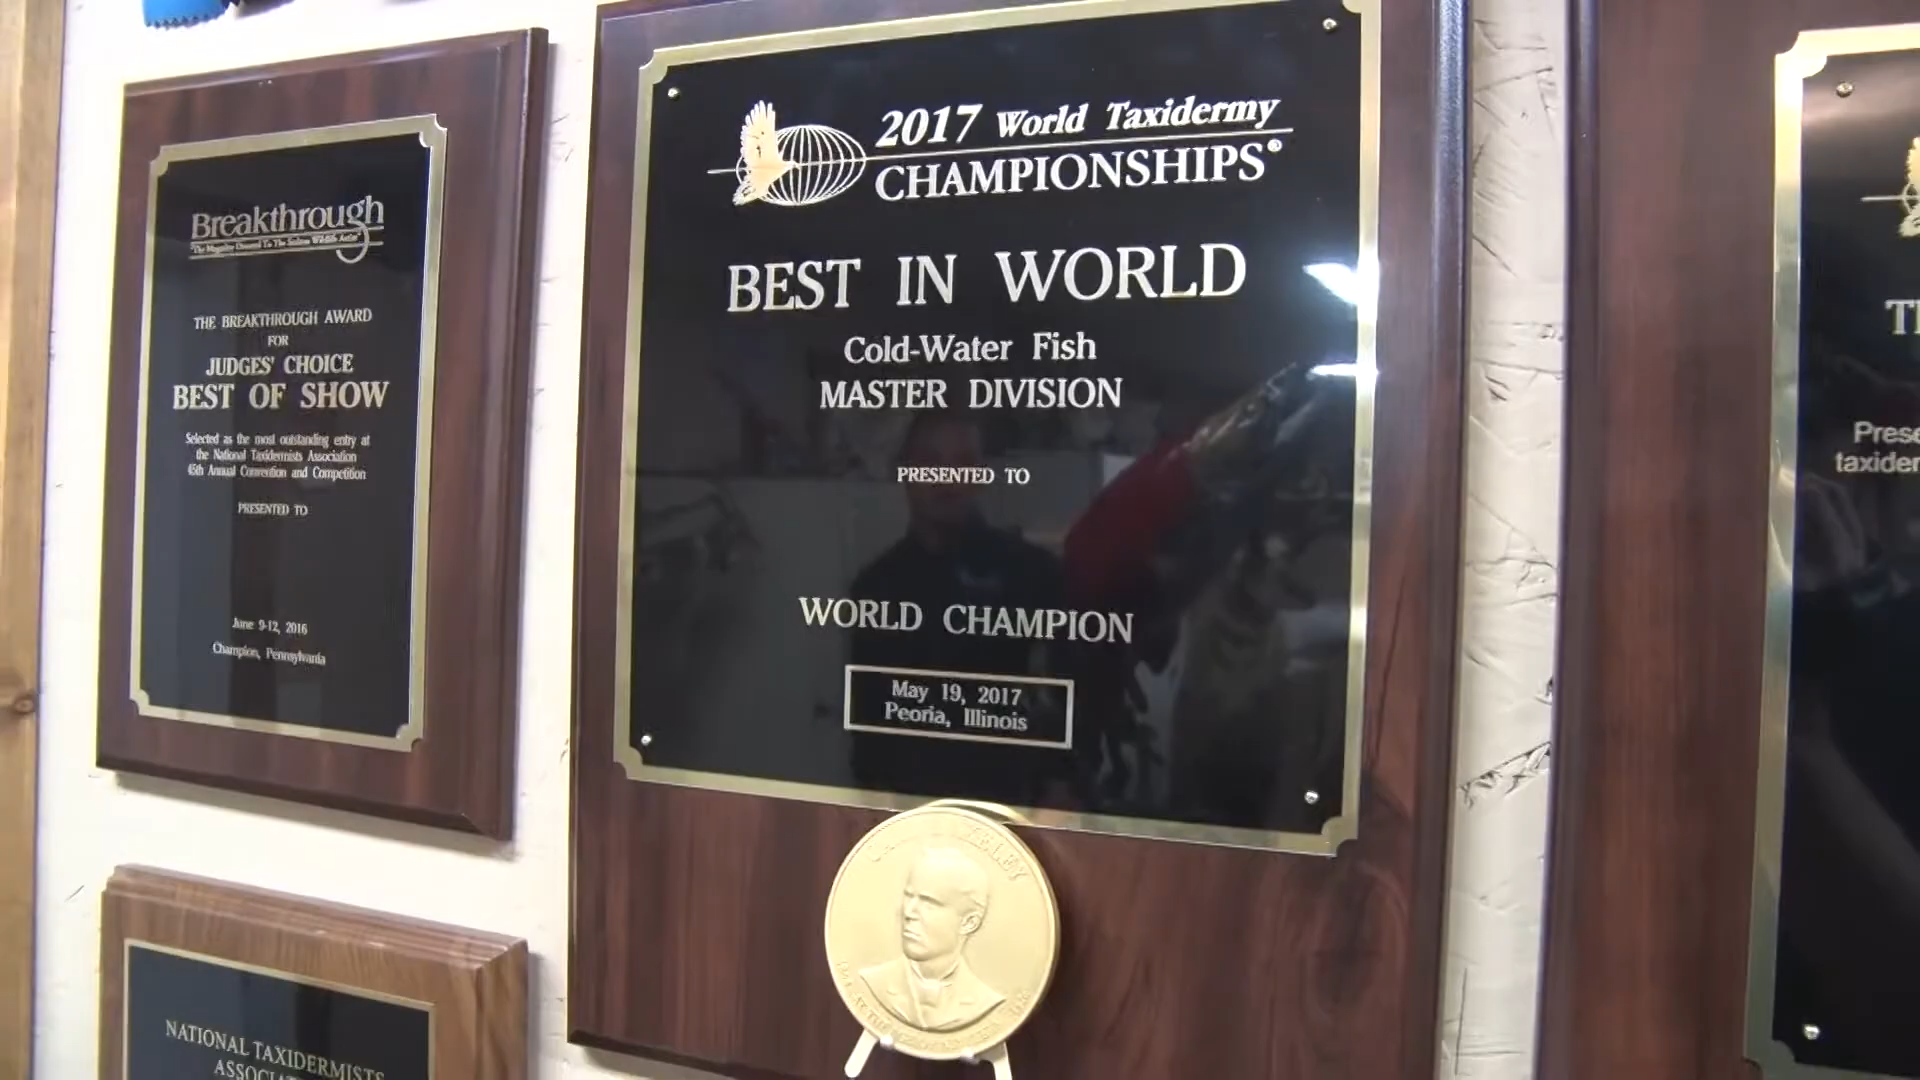 Breakthrough
THE BREAKTHROUGH AWARD
FOR
JUDGES' CHOICE
BEST OF SHOW
Selected as the most outstanding entry at
the National Taxidermists Association
45th Annual Convention and Competition
PRESENTED TO
June 9-12, 2016
Champion, Pennsylvania
NATIONAL TAXIDERMISTS
2017 World Taxidermy
CHAMPIONSHIPS®
BEST IN WORLD
Cold-Water Fish
MASTER DIVISION
PRESENTED TO
WORLD CHAMPION
May 19, 2017
Peoria, Illinois